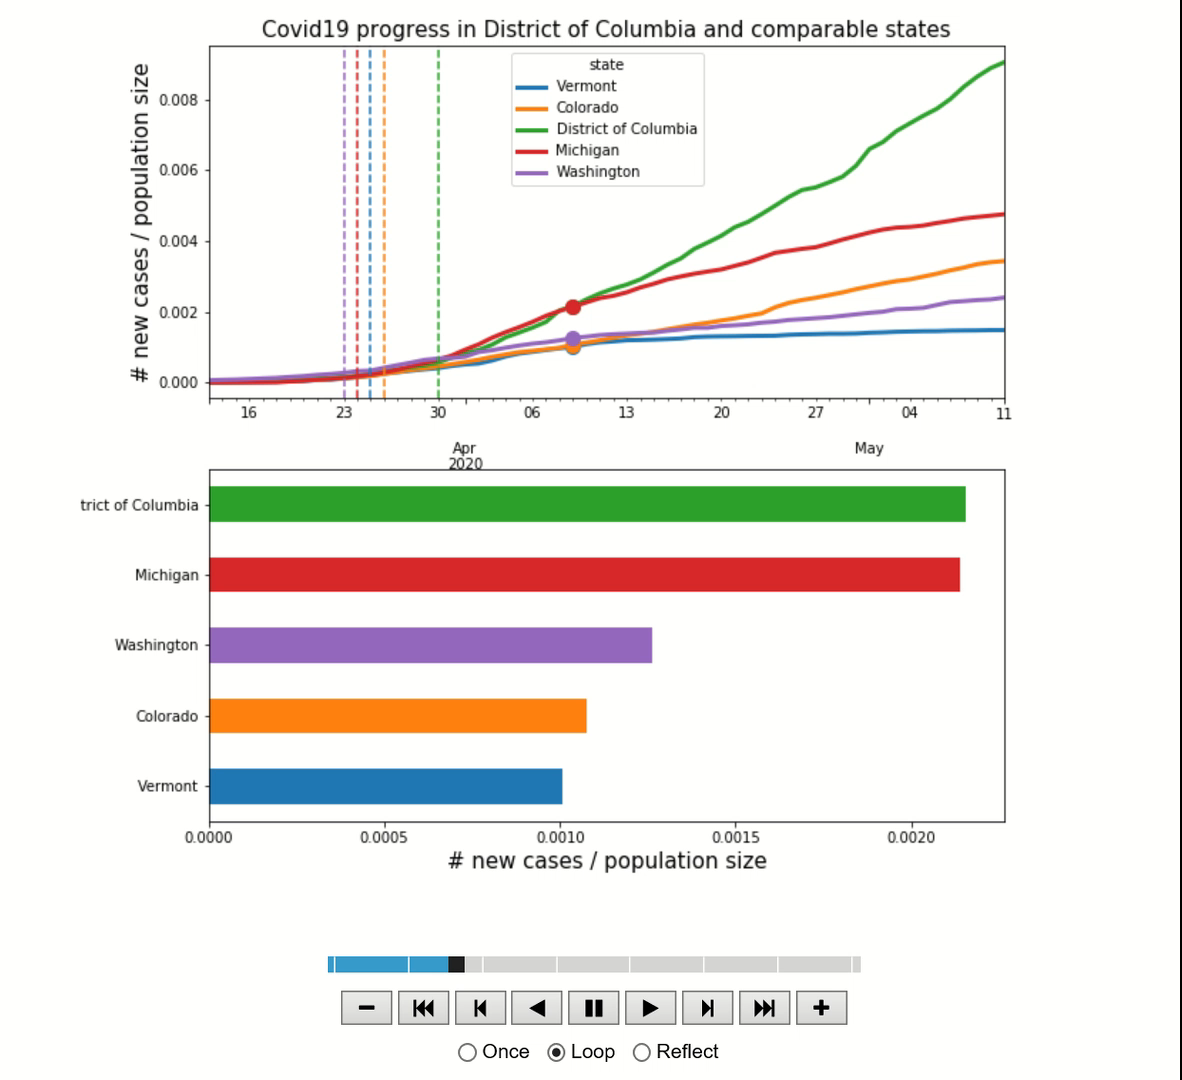 Covid19 progress in District of Columbia and comparable states
# new cases / population size
0.008
0.006
0.004
0.002
0.000
state
Vermont
Colorado
District of Columbia
Michigan
Washington
16 23 30 06 13 20 27 04 11
Apr May
2020
trict of Columbia
Michigan
Washington
Colorado
Vermont
0.0000 0.0005 0.0010 0.0015 0.0020
# new cases / population size
Once Loop Reflect